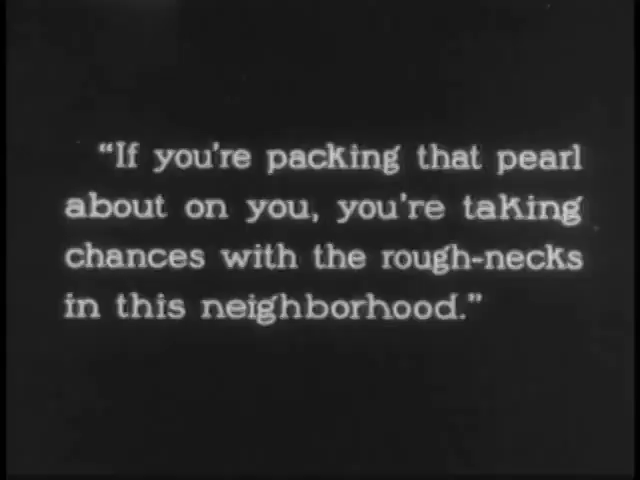 “If you're packing that pearl
about on you, you're taking
chances with the rough-necks
in this neighborhood.”